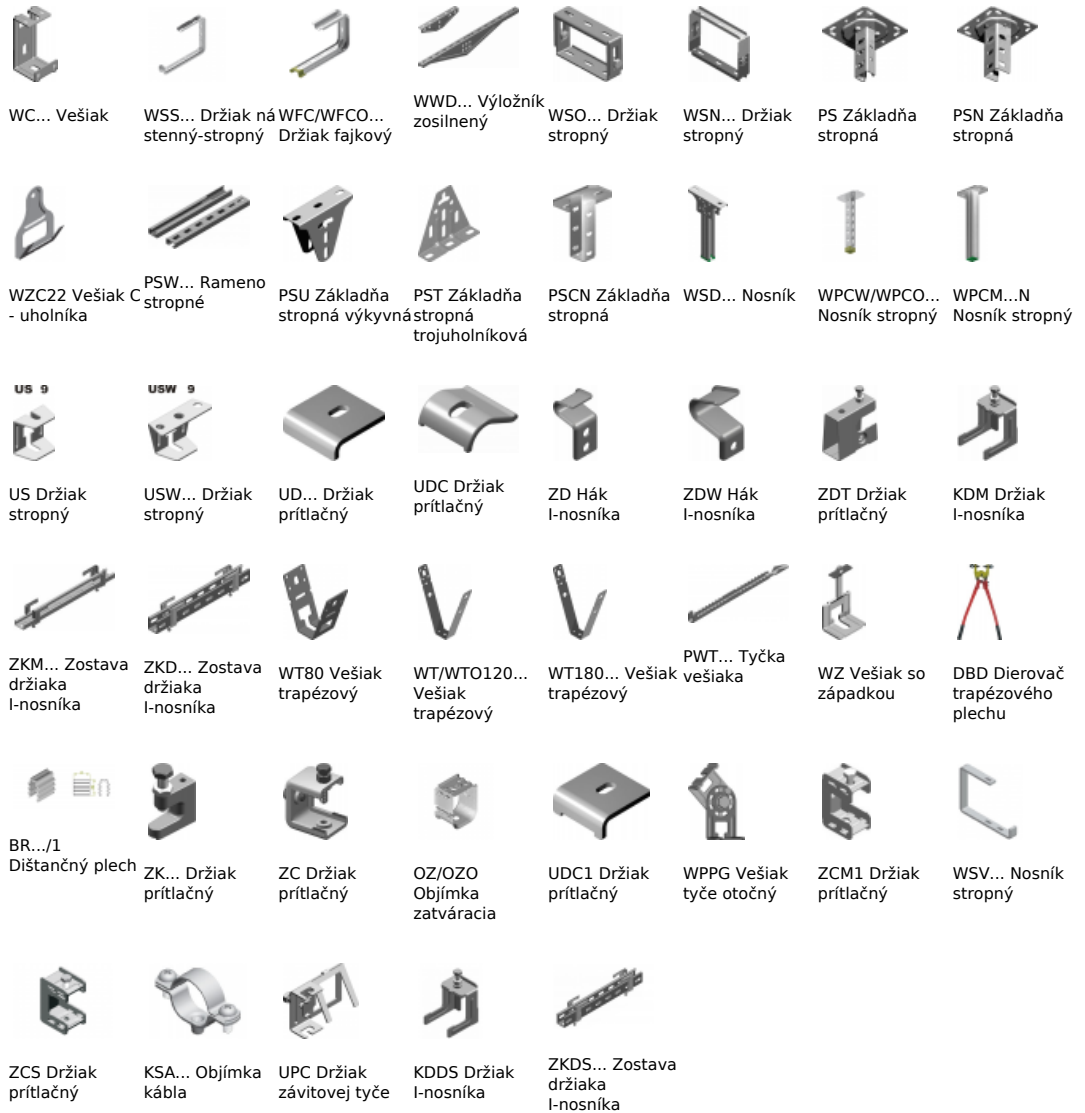 WC... Vešiak
WSS... Držiak ná
stenný-stropný
WFC/WFCO...
Držiak fajkový
WWD... Výložník
zosilnený
WSO... Držiak
stropný
WSN... Držiak
stropný
PS Základňa
stropná
PSN Základňa
stropná
WZC22 Vešiak C
- uholníka
PSW... Rameno
stropné
PSU Základňa
stropná výkyvná
PST Základňa
stropná
trojuholníková
PSCN Základňa
stropná
WSD... Nosník
WPCW/WPCO...
Nosník stropný
WPCM...N
Nosník stropný
US 9
USW 9
US Držiak
stropný
USW... Držiak
stropný
UD... Držiak
prítlačný
UDC Držiak
prítlačný
ZD Hák
I-nosníka
ZDW Hák
I-nosníka
ZDT Držiak
prítlačný
KDM Držiak
I-nosníka
ZKM... Zostava
držiaka
I-nosníka
ZKD... Zostava
držiaka
I-nosníka
WT80 Vešiak
trapézový
WT/WTO120...
Vešiak
trapézový
WT180... Vešiak
trapézový
PWT... Tyčka
vešiaka
WZ Vešiak so
západkou
DBD Dierovač
trapézového
plechu
BR.../1
Dištančný plech
ZK... Držiak
prítlačný
ZC Držiak
prítlačný
OZ/OZO
Objímka
zatváracia
UDC1 Držiak
prítlačný
WPPG Vešiak
tyče otočný
ZCM1 Držiak
prítlačný
WSV... Nosník
stropný
ZCS Držiak
prítlačný
KSA... Objímka
kábla
UPC Držiak
závitovej tyče
KDDS Držiak
I-nosníka
ZKDS... Zostava
držiaka
I-nosníka